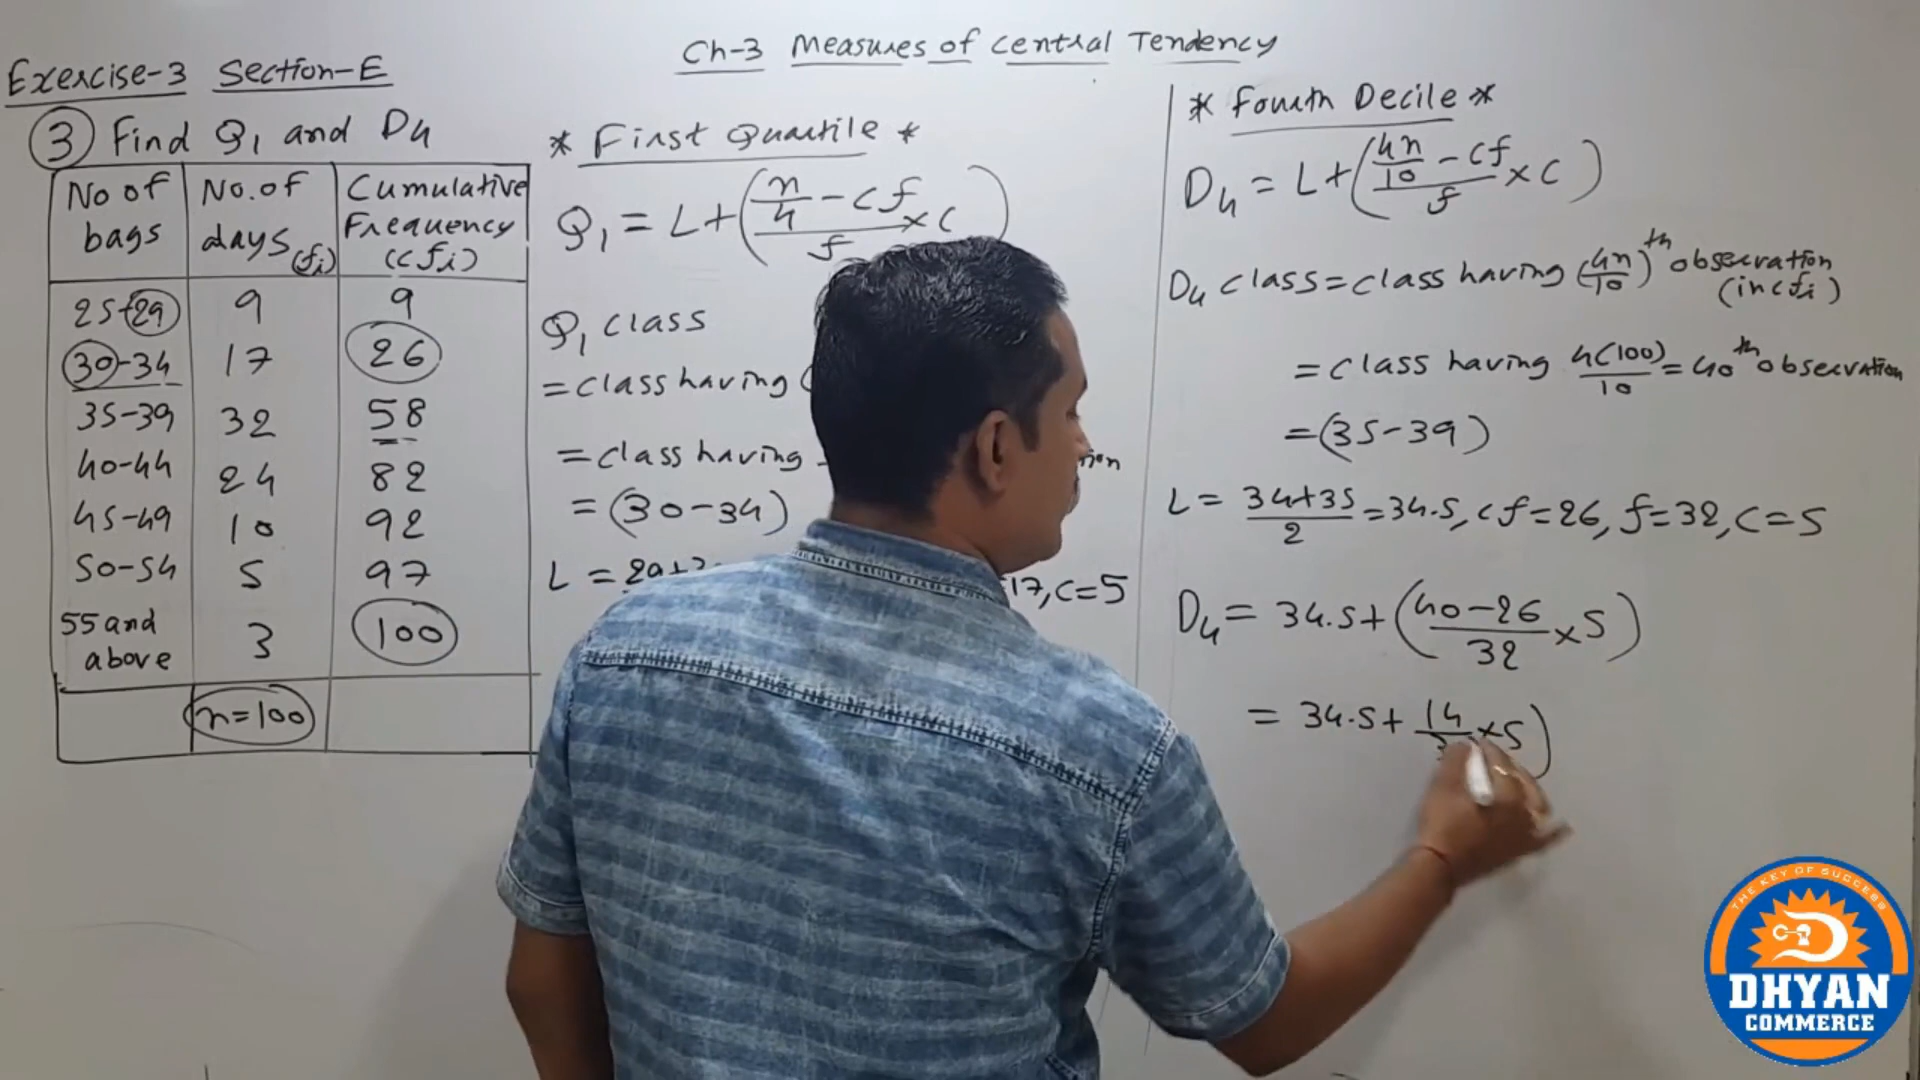 Ch-3 Measures of Central Tendency
Exercise-3 Section-E
3 Find Q1 and D4
No of bags | No. of days (fi) | Cumulative Frequency (cfi)
25-29 | 9 | 9
30-34 | 17 | 26
35-39 | 32 | 58
40-44 | 24 | 82
45-49 | 10 | 92
50-54 | 5 | 97
55 and above | 3 | 100
n=100
* First Quartile *
Q1 = L+(n/4 - cf/f × c)
Q1 class
= class having (
= class having
= (30-34)
L = 29+3 17, c=5
* Fourth Decile *
D4 = L+(4n/10 - cf/f × c)
D4 class = class having (4n/10)th observation (in cfi)
= class having 4(100)/10 = 40th observation
= (35-39)
L = 34+35/2 = 34.5, cf=26, f=32, c=5
D4 = 34.5+(40-26/32 × 5)
= 34.5+ 14/3 × 5)
THE KEY OF SUCCESS
DHYAN
COMMERCE